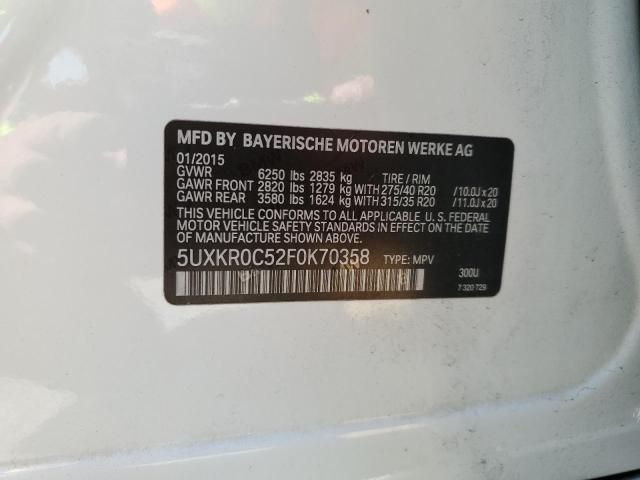 MFD BY BAYERISCHE MOTOREN WERKE AG
01/2015
GVWR 6250 lbs 2835 kg TIRE / RIM
GAWR FRONT 2820 lbs 1279 kg WITH 275/40 R20 /10.0J x 20
GAWR REAR 3580 lbs 1624 kg WITH 315/35 R20 /11.0J x 20
THIS VEHICLE CONFORMS TO ALL APPLICABLE U. S. FEDERAL
MOTOR VEHICLE SAFETY STANDARDS IN EFFECT ON THE
DATE OF MANUFACTURE SHOWN ABOVE.
5UXKR0C52F0K70358 TYPE: MPV
300U
7 320 729